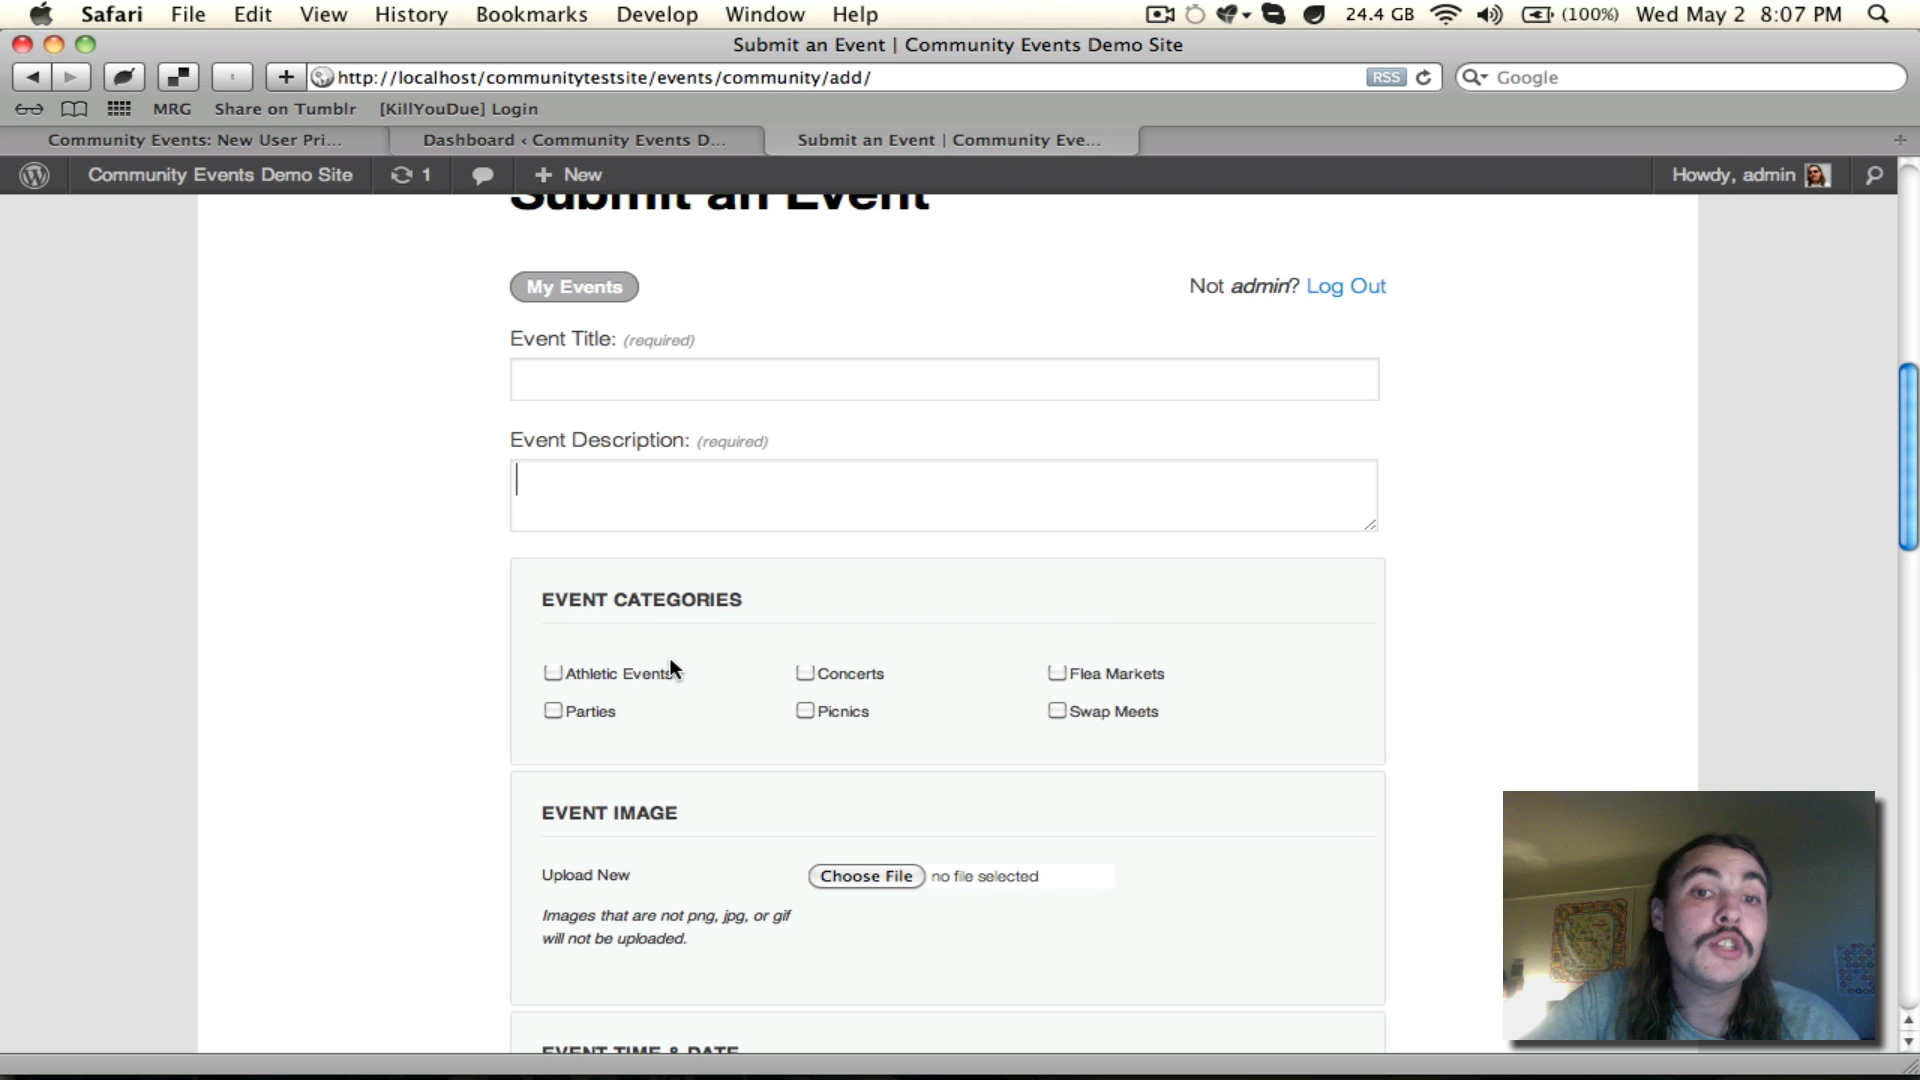 Safari File Edit View History Bookmarks Develop Window Help 24.4 GB (100%) Wed May 2 8:07 PM
Submit an Event | Community Events Demo Site
http://localhost/communitytestsite/events/community/add/ RSS Google
MRG Share on Tumblr [KillYouDue] Login
Community Events: New User Pri... Dashboard ‹ Community Events D... Submit an Event | Community Eve...
Community Events Demo Site 1 + New Howdy, admin
Submit an Event
My Events Not admin? Log Out
Event Title: (required)
Event Description: (required)
EVENT CATEGORIES
Athletic Events Concerts Flea Markets
Parties Picnics Swap Meets
EVENT IMAGE
Upload New Choose File no file selected
Images that are not png, jpg, or gif
will not be uploaded.
EVENT TIME & DATE